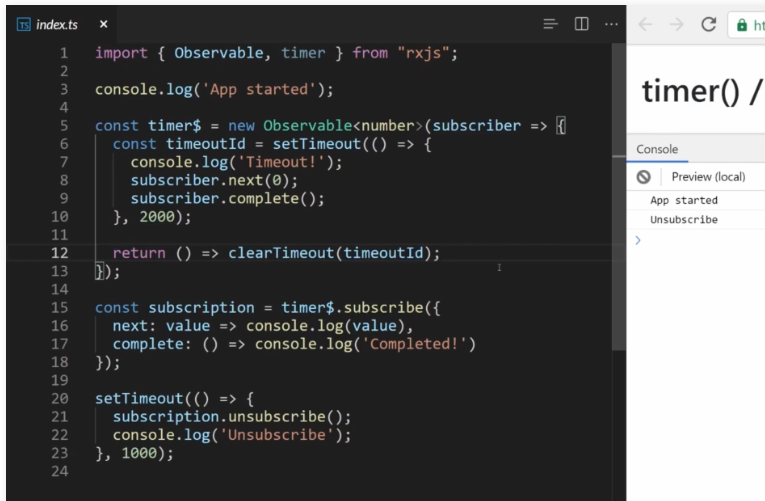 TS index.ts ×
1 import { Observable, timer } from "rxjs";
2
3 console.log('App started');
4
5 const timer$ = new Observable<number>(subscriber => {
6   const timeoutId = setTimeout(() => {
7     console.log('Timeout!');
8     subscriber.next(0);
9     subscriber.complete();
10   }, 2000);
11
12   return () => clearTimeout(timeoutId);
13 });
14
15 const subscription = timer$.subscribe({
16   next: value => console.log(value),
17   complete: () => console.log('Completed!')
18 });
19
20 setTimeout(() => {
21   subscription.unsubscribe();
22   console.log('Unsubscribe');
23 }, 1000);
24
ht
timer() /
Console
Preview (local)
App started
Unsubscribe